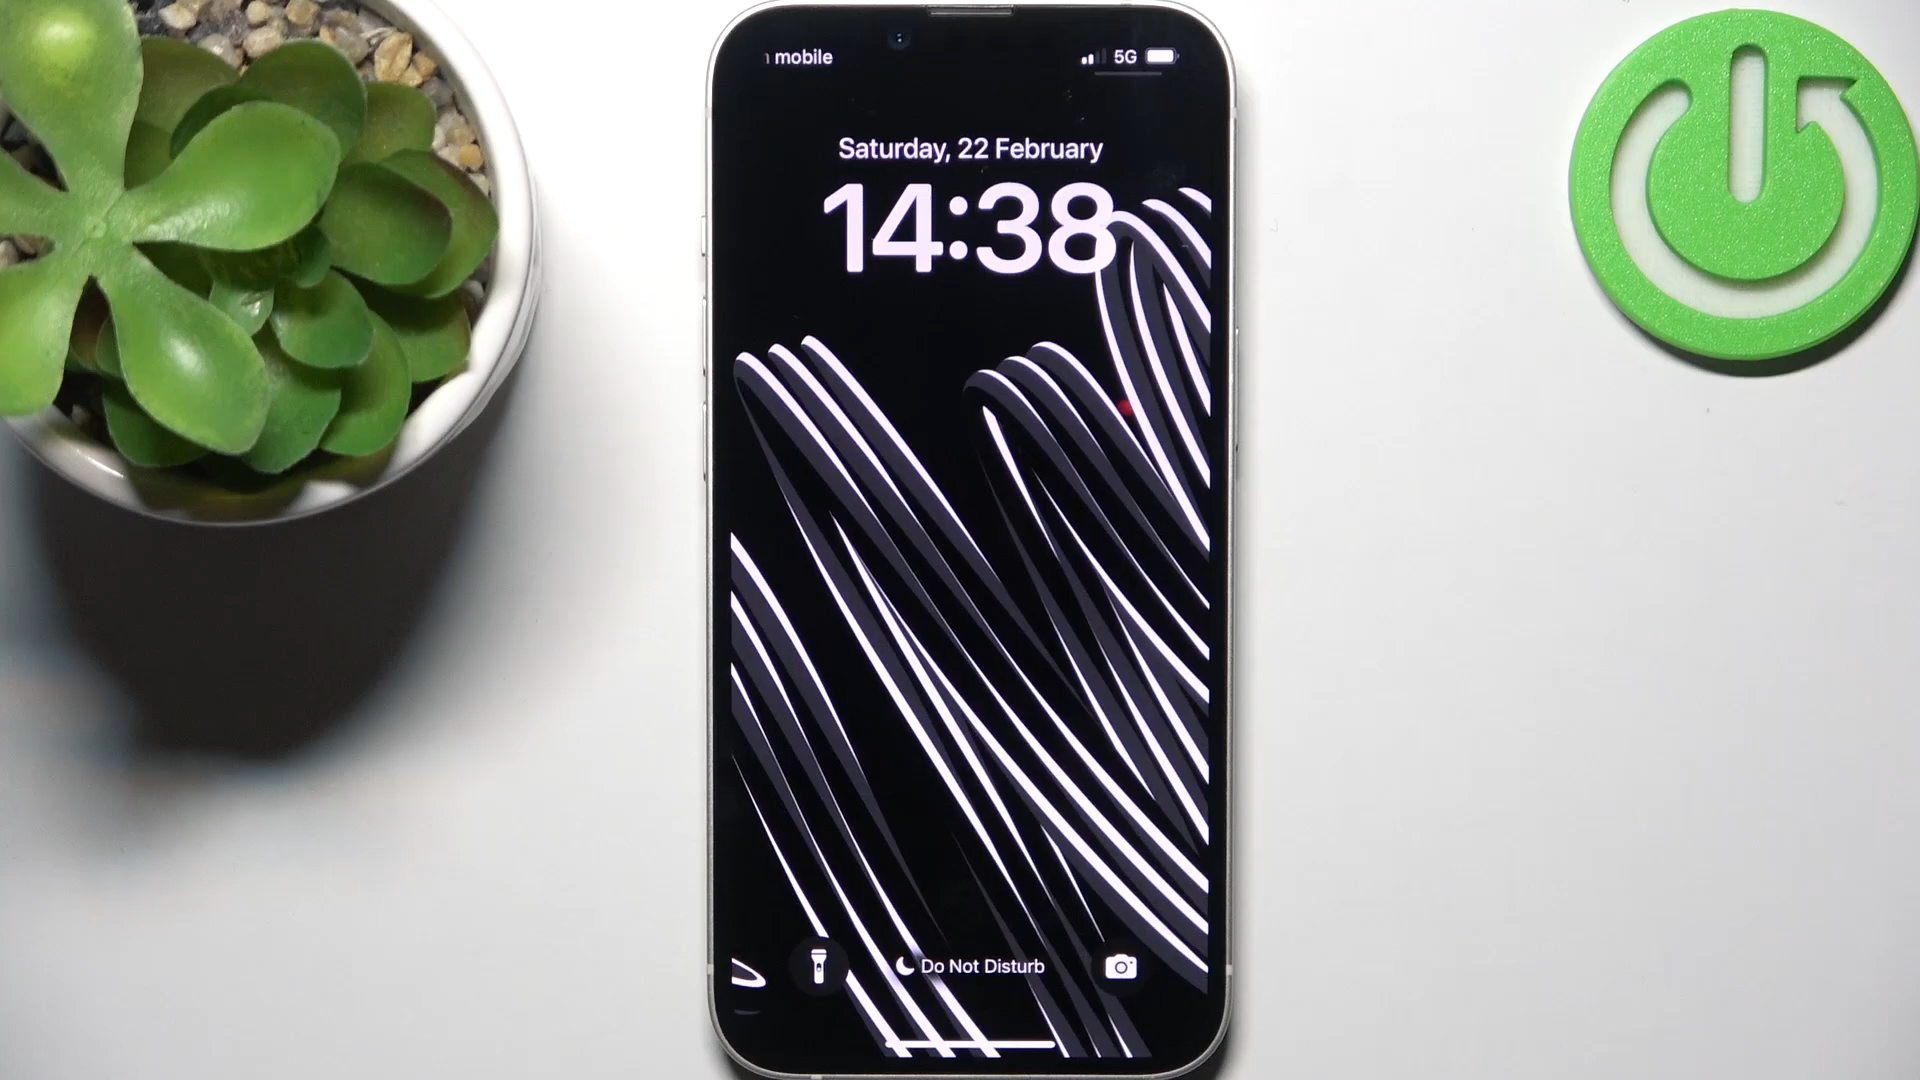 mobile
5G
Saturday, 22 February
14:38
Do Not Disturb